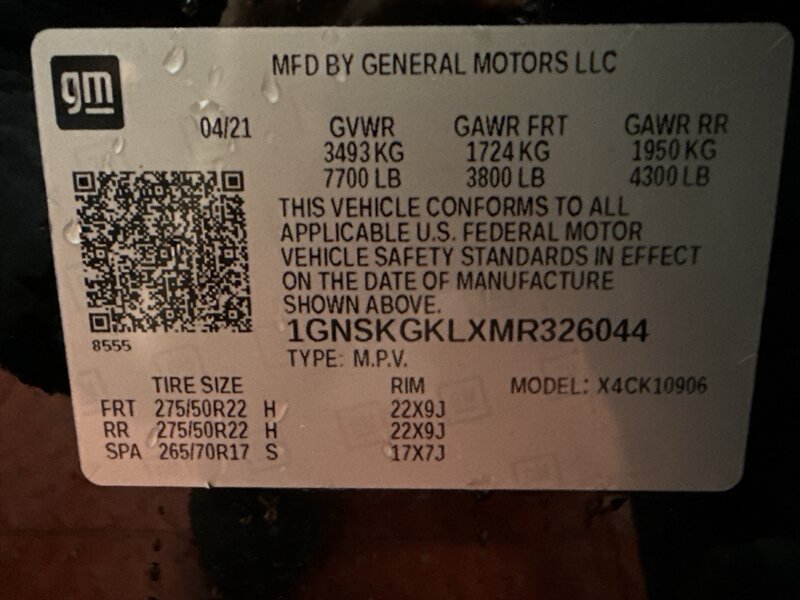 gm
MFD BY GENERAL MOTORS LLC
04/21 GVWR GAWR FRT GAWR RR
3493 KG 1724 KG 1950 KG
7700 LB 3800 LB 4300 LB
THIS VEHICLE CONFORMS TO ALL
APPLICABLE U.S. FEDERAL MOTOR
VEHICLE SAFETY STANDARDS IN EFFECT
ON THE DATE OF MANUFACTURE
SHOWN ABOVE.
1GNSKGKLXMR326044
8555
TYPE: M.P.V.
TIRE SIZE RIM MODEL: X4CK10906
FRT 275/50R22 H 22X9J
RR 275/50R22 H 22X9J
SPA 265/70R17 S 17X7J